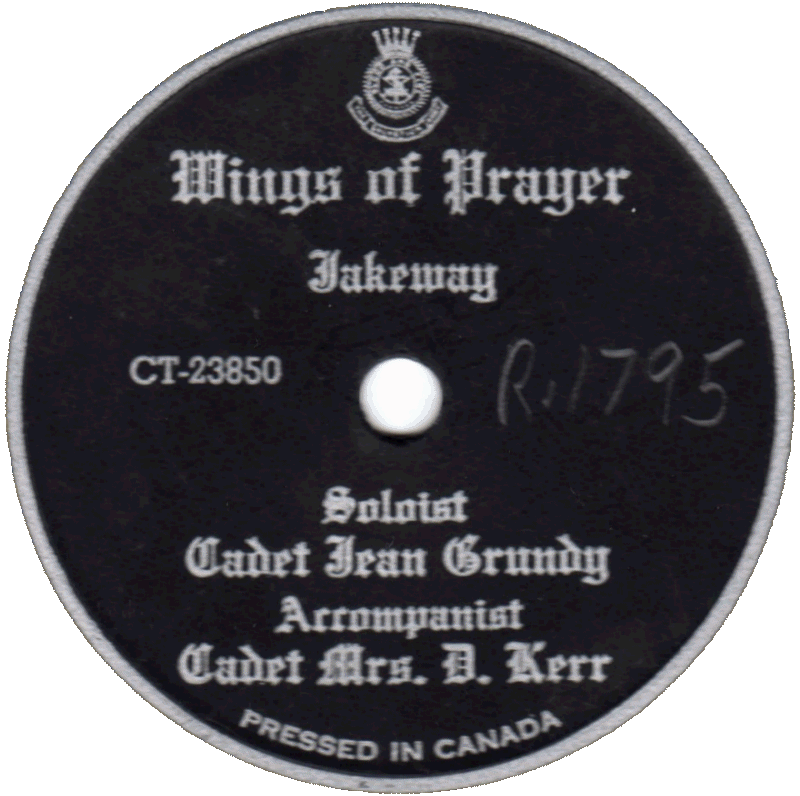 Wings of Prayer
Jakeway
CT-23850
R.1795
Soloist
Cadet Jean Grundy
Accompanist
Cadet Mrs. D. Kerr
PRESSED IN CANADA